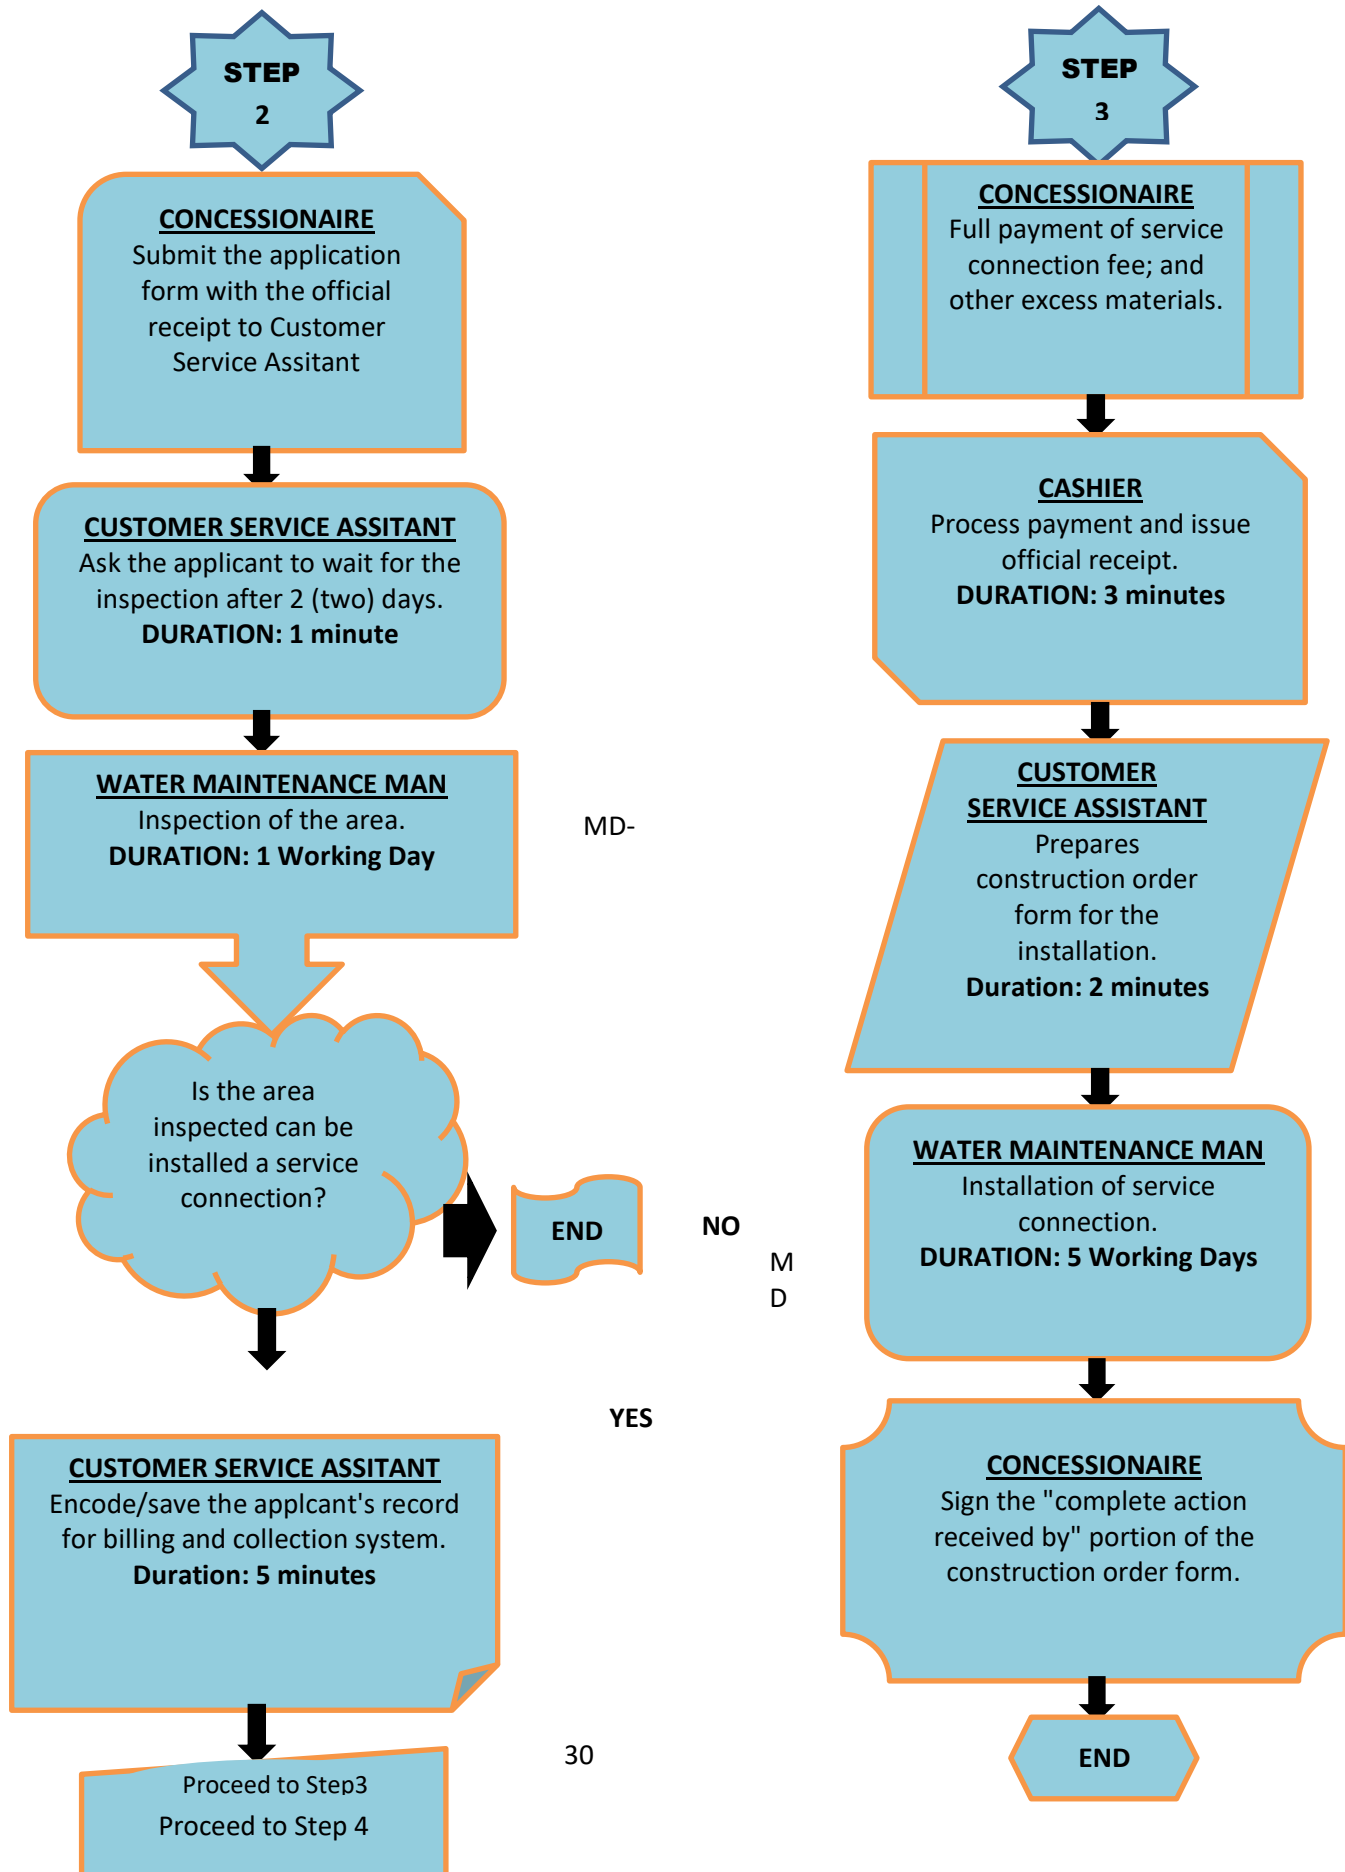 STEP
2
CONCESSIONAIRE
Submit the application
form with the official
receipt to Customer
Service Assitant
CUSTOMER SERVICE ASSITANT
Ask the applicant to wait for the
inspection after 2 (two) days.
DURATION: 1 minute
WATER MAINTENANCE MAN
Inspection of the area.
DURATION: 1 Working Day
MD-
Is the area
inspected can be
installed a service
connection?
END
NO
M
D
YES
CUSTOMER SERVICE ASSITANT
Encode/save the applcant's record
for billing and collection system.
Duration: 5 minutes
30
Proceed to Step3
Proceed to Step 4
STEP
3
CONCESSIONAIRE
Full payment of service
connection fee; and
other excess materials.
CASHIER
Process payment and issue
official receipt.
DURATION: 3 minutes
CUSTOMER
SERVICE ASSISTANT
Prepares
construction order
form for the
installation.
Duration: 2 minutes
WATER MAINTENANCE MAN
Installation of service
connection.
DURATION: 5 Working Days
CONCESSIONAIRE
Sign the "complete action
received by" portion of the
construction order form.
END